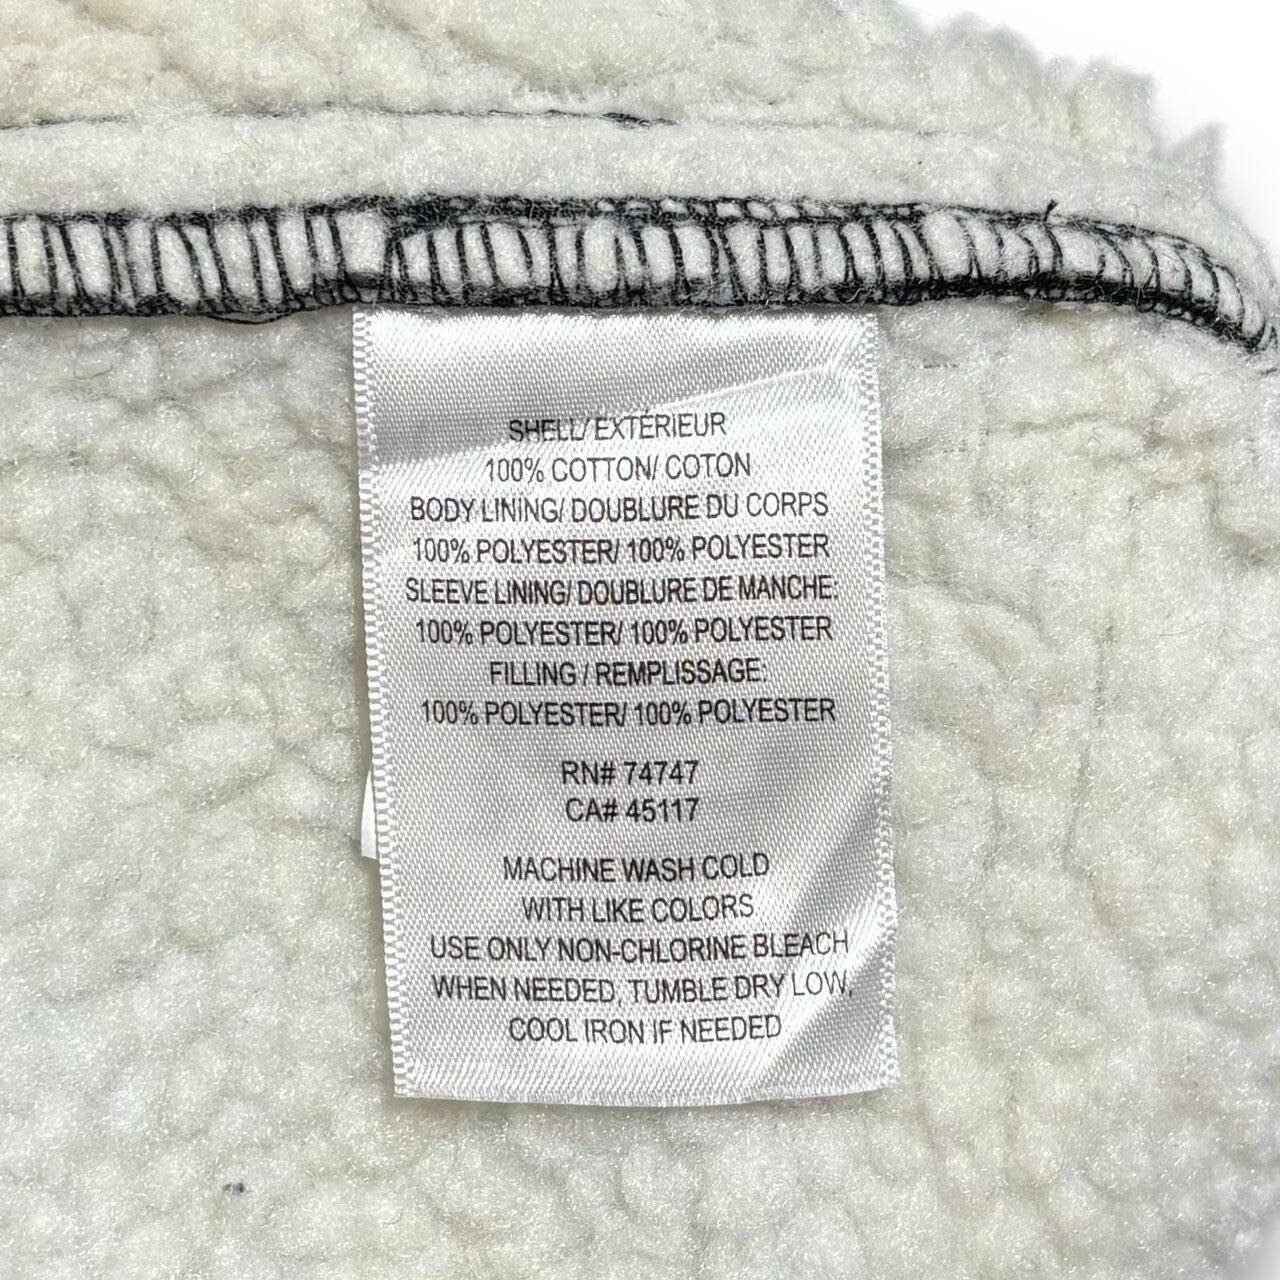 SHELL/ EXTÉRIEUR
100% COTTON/ COTON
BODY LINING/ DOUBLURE DU CORPS
100% POLYESTER/ 100% POLYESTER
SLEEVE LINING/ DOUBLURE DE MANCHE:
100% POLYESTER/ 100% POLYESTER
FILLING / REMPLISSAGE:
100% POLYESTER/ 100% POLYESTER
RN# 74747
CA# 45117
MACHINE WASH COLD
WITH LIKE COLORS
USE ONLY NON-CHLORINE BLEACH
WHEN NEEDED, TUMBLE DRY LOW,
COOL IRON IF NEEDED